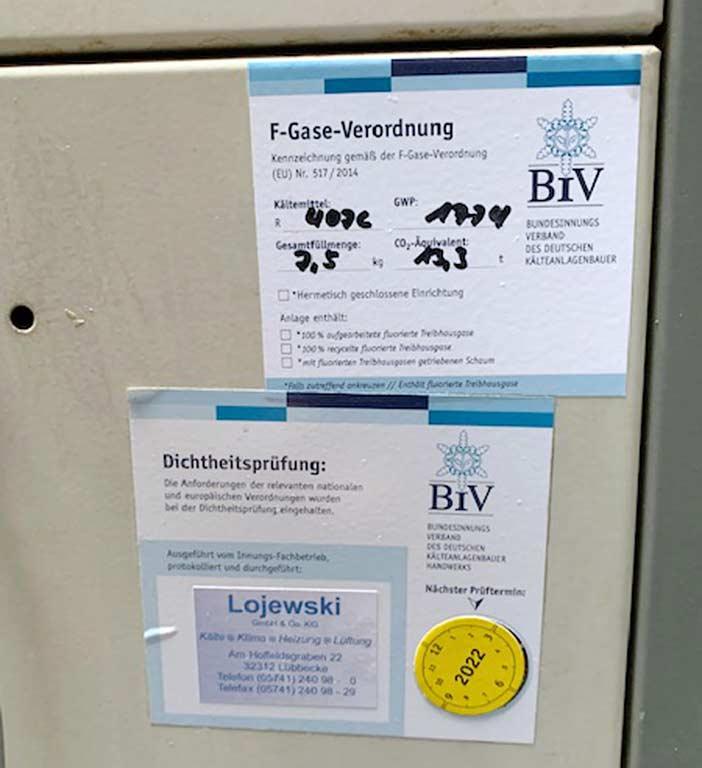 F-Gase-Verordnung
Kennzeichnung gemäß der F-Gase-Verordnung
(EU) Nr. 517/2014
Kältemittel:
GWP:
R 407c
1774
Gesamtfüllmenge:
CO₂-Äquivalent:
7,5 kg
13,3 t
*Hermetisch geschlossene Einrichtung
Anlage enthält:
*100 % aufgearbeitete fluorierte Treibhausgase
*100 % recycelte fluorierte Treibhausgase
*mit fluorierten Treibhausgasen getriebenen Schaum
*Falls zutreffend ankreuzen // Enthält fluorierte Treibhausgase
BIV
BUNDESINNUNGS
VERBAND
DES DEUTSCHEN
KÄLTEANLAGENBAUER
Dichtheitsprüfung:
Die Anforderungen der relevanten nationalen
und europäischen Verordnungen wurden
bei der Dichtheitsprüfung eingehalten.
BIV
BUNDESINNUNGS
VERBAND
DES DEUTSCHEN
KÄLTEANLAGENBAUER
HANDWERKS
Ausgeführt vom Innungs-Fachbetrieb,
protokolliert und durchgeführt:
Lojewski
GmbH & Co. KG
Kälte Klima Heizung Lüftung
Am Hoffeldsgraben 22
32312 Lübbecke
Telefon (05741) 240 98 - 0
Telefax (05741) 240 98 - 29
Nächster Prüftermin:
12 3 6 9
2022